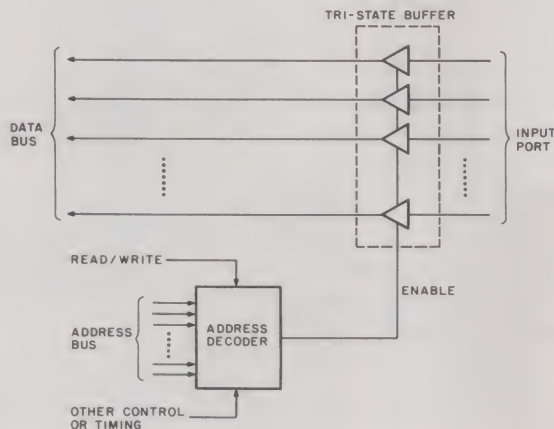 TRI-STATE BUFFER
DATA
BUS
INPUT
PORT
READ/WRITE
ENABLE
ADDRESS
BUS
ADDRESS
DECODER
OTHER CONTROL
OR TIMING